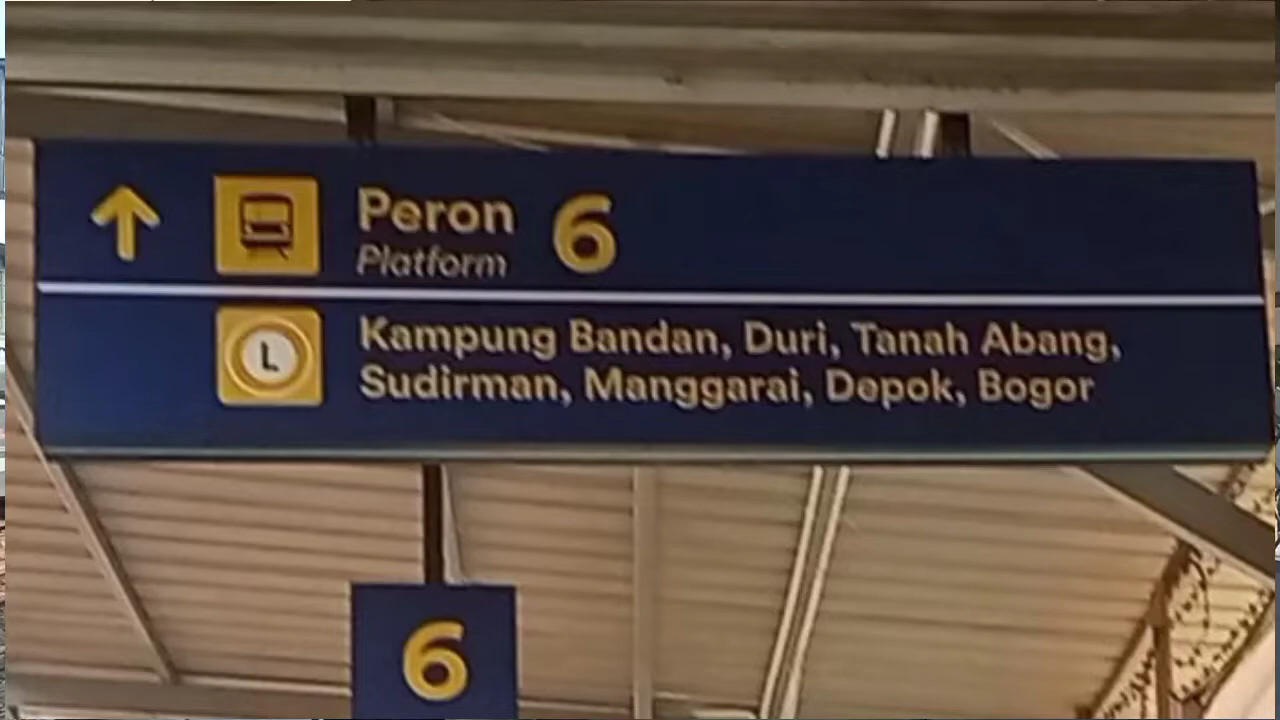 Peron 6
Platform
L
Kampung Bandan, Duri, Tanah Abang,
Sudirman, Manggarai, Depok, Bogor
6